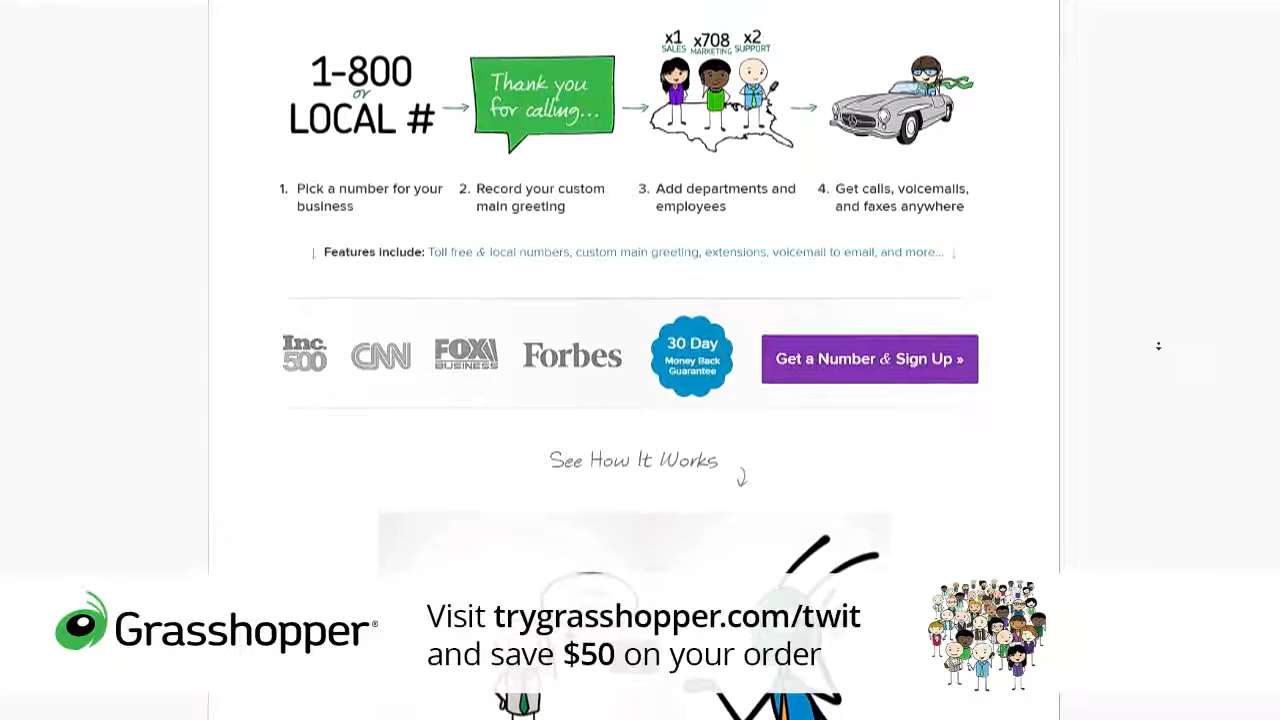 x1 x708 x2
SALES MARKETING SUPPORT
1-800
or
LOCAL #
Thank you
for calling...
1. Pick a number for your
business
2. Record your custom
main greeting
3. Add departments and
employees
4. Get calls, voicemails,
and faxes anywhere
Features include: Toll free & local numbers, custom main greeting, extensions, voicemail to email, and more...
Inc.
500
CNN
FOX
BUSINESS
Forbes
30 Day
Money Back
Guarantee
Get a Number & Sign Up »
See How It Works
Grasshopper®
Visit trygrasshopper.com/twit
and save $50 on your order